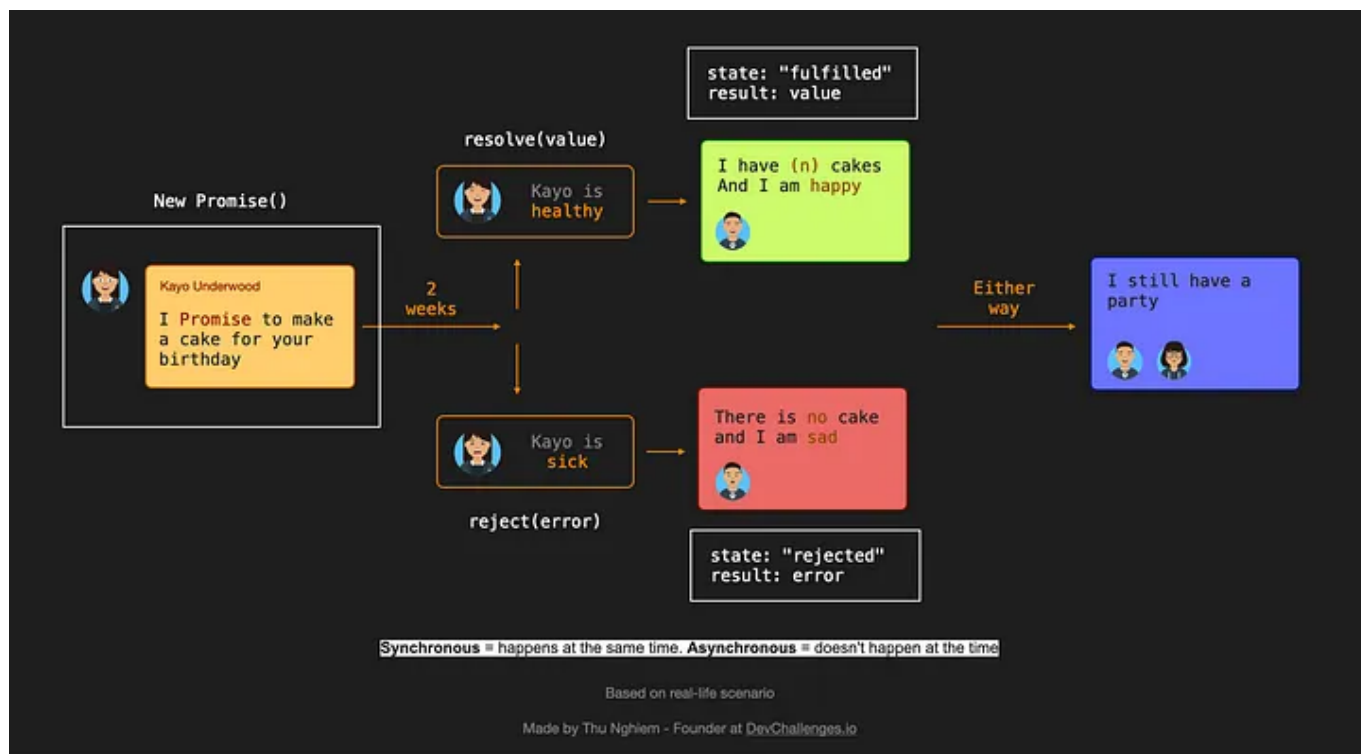 New Promise()
Kayo Underwood
I Promise to make
a cake for your
birthday
2
weeks
resolve(value)
Kayo is
healthy
state: "fulfilled"
result: value
I have (n) cakes
And I am happy
Kayo is
sick
reject(error)
There is no cake
and I am sad
state: "rejected"
result: error
Either
way
I still have a
party
Synchronous = happens at the same time. Asynchronous = doesn't happen at the time
Based on real-life scenario
Made by Thu Nghiem - Founder at DevChallenges.io